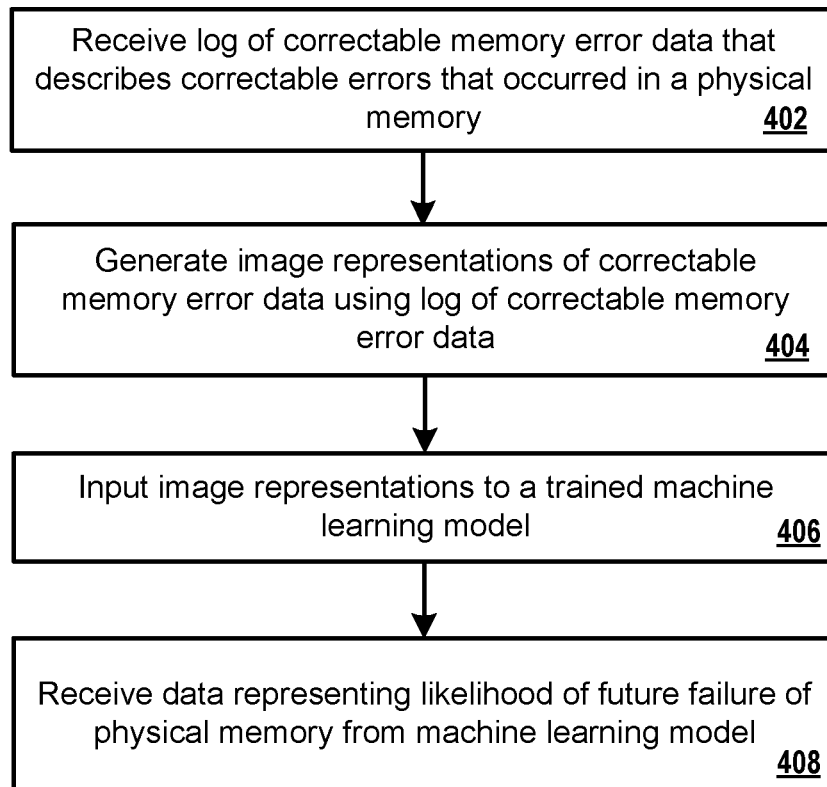 Receive log of correctable memory error data that
describes correctable errors that occurred in a physical
memory
402
Generate image representations of correctable
memory error data using log of correctable memory
error data
404
Input image representations to a trained machine
learning model
406
Receive data representing likelihood of future failure of
physical memory from machine learning model
408